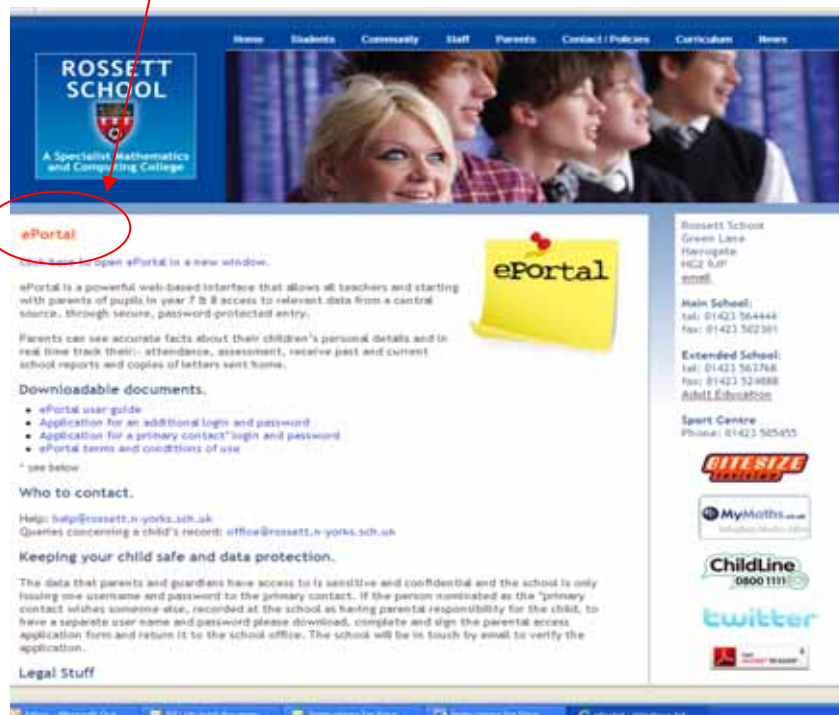 Home Students Community Staff Parents Contact / Policies Curriculum News
ROSSETT
SCHOOL
A Specialist Mathematics
and Computing College
ePortal
Click here to open ePortal in a new window.
ePortal is a powerful web-based interface that allows all teachers and starting
with parents of pupils in year 7 & 8 access to relevant data from a central
source, through secure, password-protected entry.
Parents can see accurate facts about their children's personal details and in
real time track their:- attendance, assessment, receive past and current
school reports and copies of letters sent home.
ePortal
Downloadable documents.
ePortal user guide
Application for an additional login and password
Application for a primary contact* login and password
ePortal terms and conditions of use
* see below
Who to contact.
Help: help@rossett.n-yorks.sch.uk
Queries concerning a child's record: office@rossett.n-yorks.sch.uk
Keeping your child safe and data protection.
The data that parents and guardians have access to is sensitive and confidential and the school is only
issuing one username and password to the primary contact. If the person nominated as the *primary
contact wishes someone else, recorded at the school as having parental responsibility for the child, to
have a separate user name and password please download, complete and sign the parental access
application form and return it to the school office. The school will be in touch by email to verify the
application.
Legal Stuff
Rossett School
Green Lane
Harrogate
HG2 9JP
email
Main School:
tel: 01423 564444
fax: 01423 502301
Extended School:
tel: 01423 563768
fax: 01423 524888
Adult Education
Sport Centre
Phone: 01423 505455
BITESIZE
revision
MyMaths.co.uk
ChildLine
0800 1111
twitter